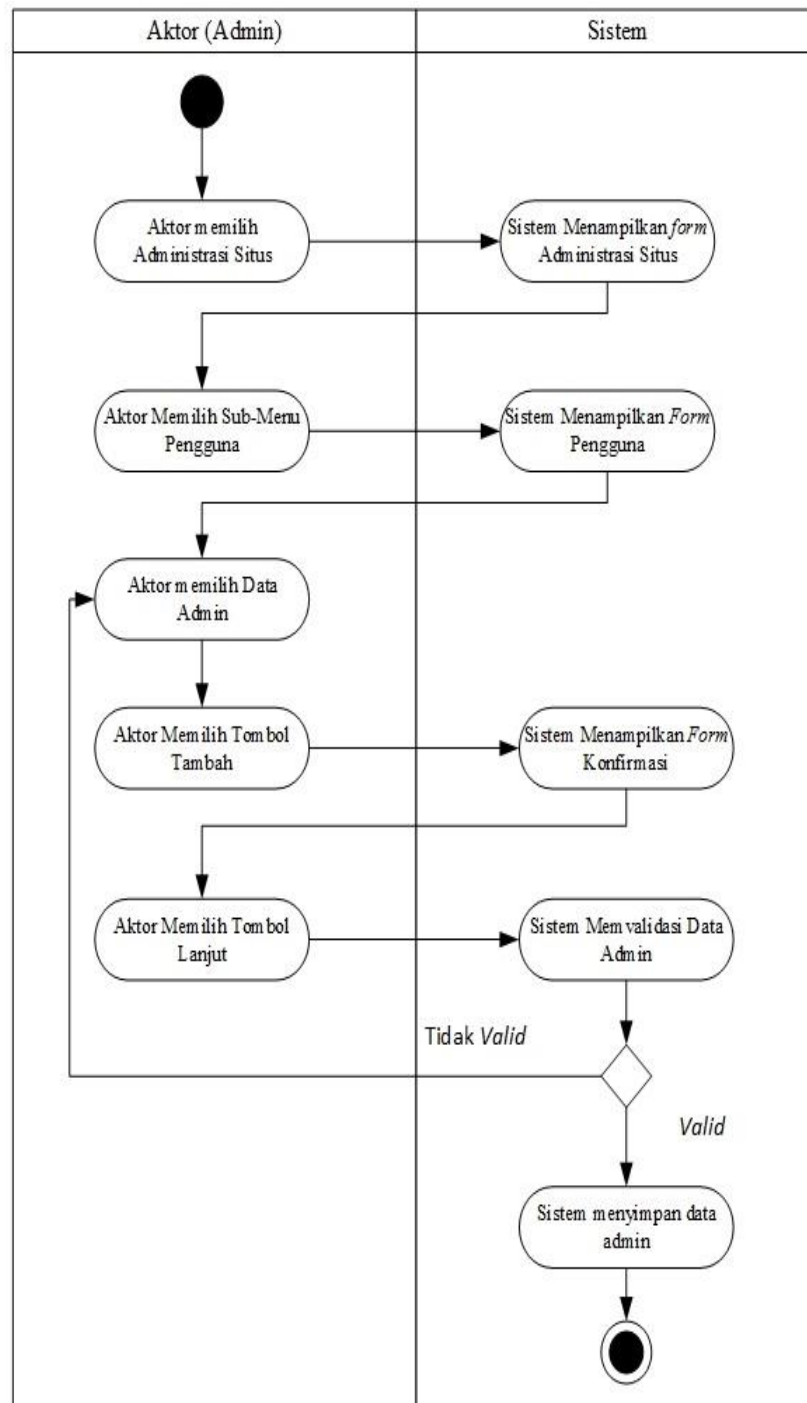 Aktor (Admin)
Sistem
Aktor memilih
Administrasi Situs
Sistem Menampilkan form
Administrasi Situs
Aktor Memilih Sub-Menu
Pengguna
Sistem Menampilkan Form
Pengguna
Aktor memilih Data
Admin
Aktor Memilih Tombol
Tambah
Sistem Menampilkan Form
Konfirmasi
Aktor Memilih Tombol
Lanjut
Sistem Memvalidasi Data
Admin
Tidak Valid
Valid
Sistem menyimpan data
admin